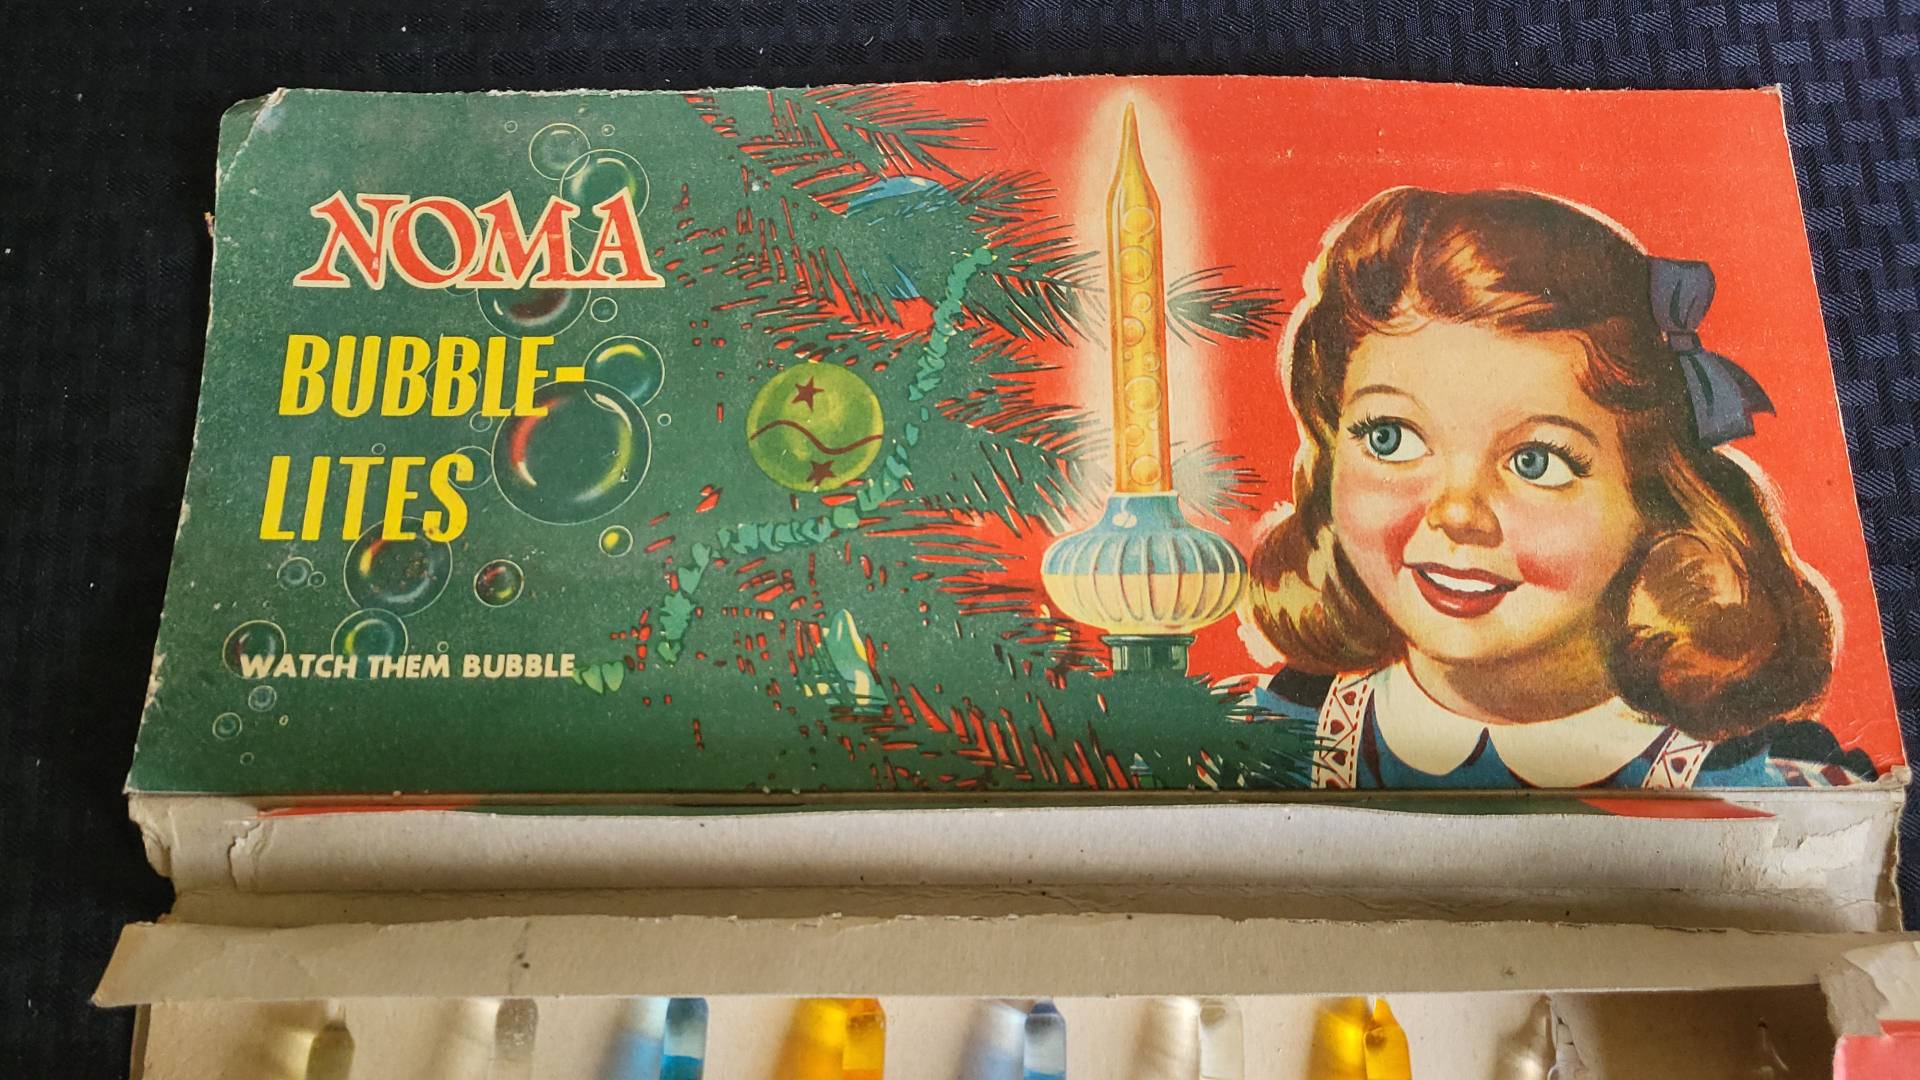 NOMA
BUBBLE-
LITES
WATCH THEM BUBBLE